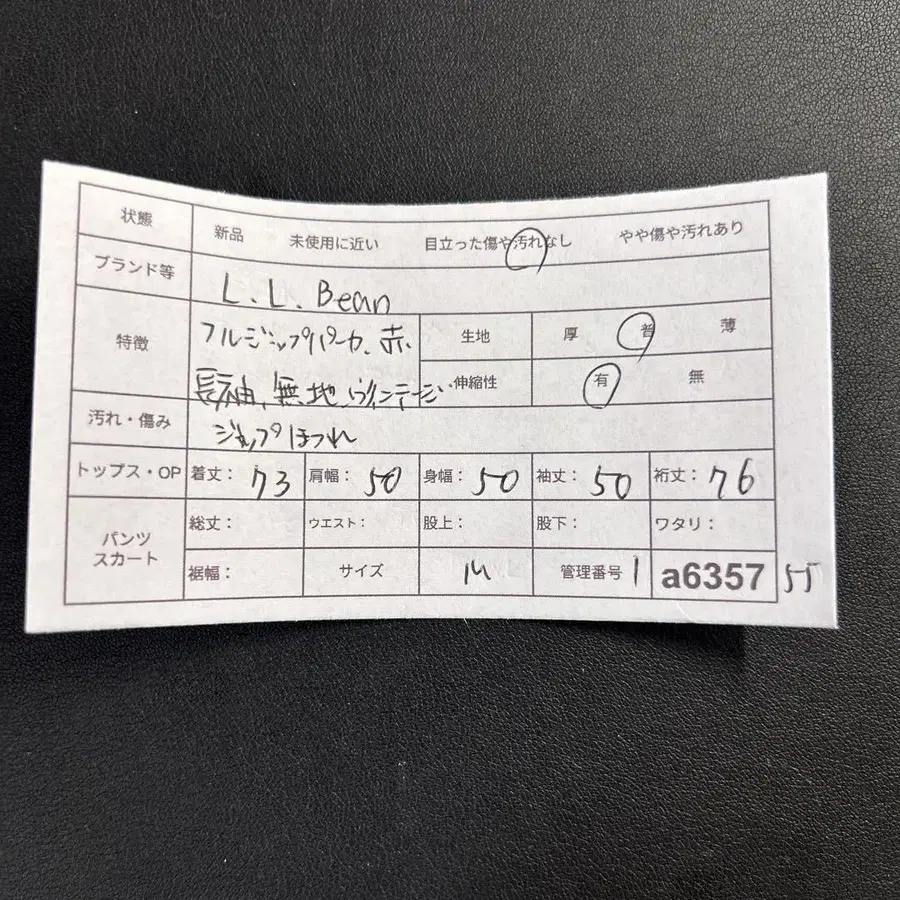 状態 新品 未使用に近い 目立った傷や汚れなし やや傷や汚れあり
ブランド等 L.L.Bean
特徴 フルジップパーカ、赤、
長袖、無地、ヴィンテージ
生地 厚 普 薄
伸縮性 有 無
汚れ・傷み ジップほつれ
トップス・OP 着丈: 73 肩幅: 50 身幅: 50 袖丈: 50 裄丈: 76
パンツ スカート 総丈: ウエスト: 股上: 股下: ワタリ:
裾幅: サイズ M 管理番号 1 a6357 55